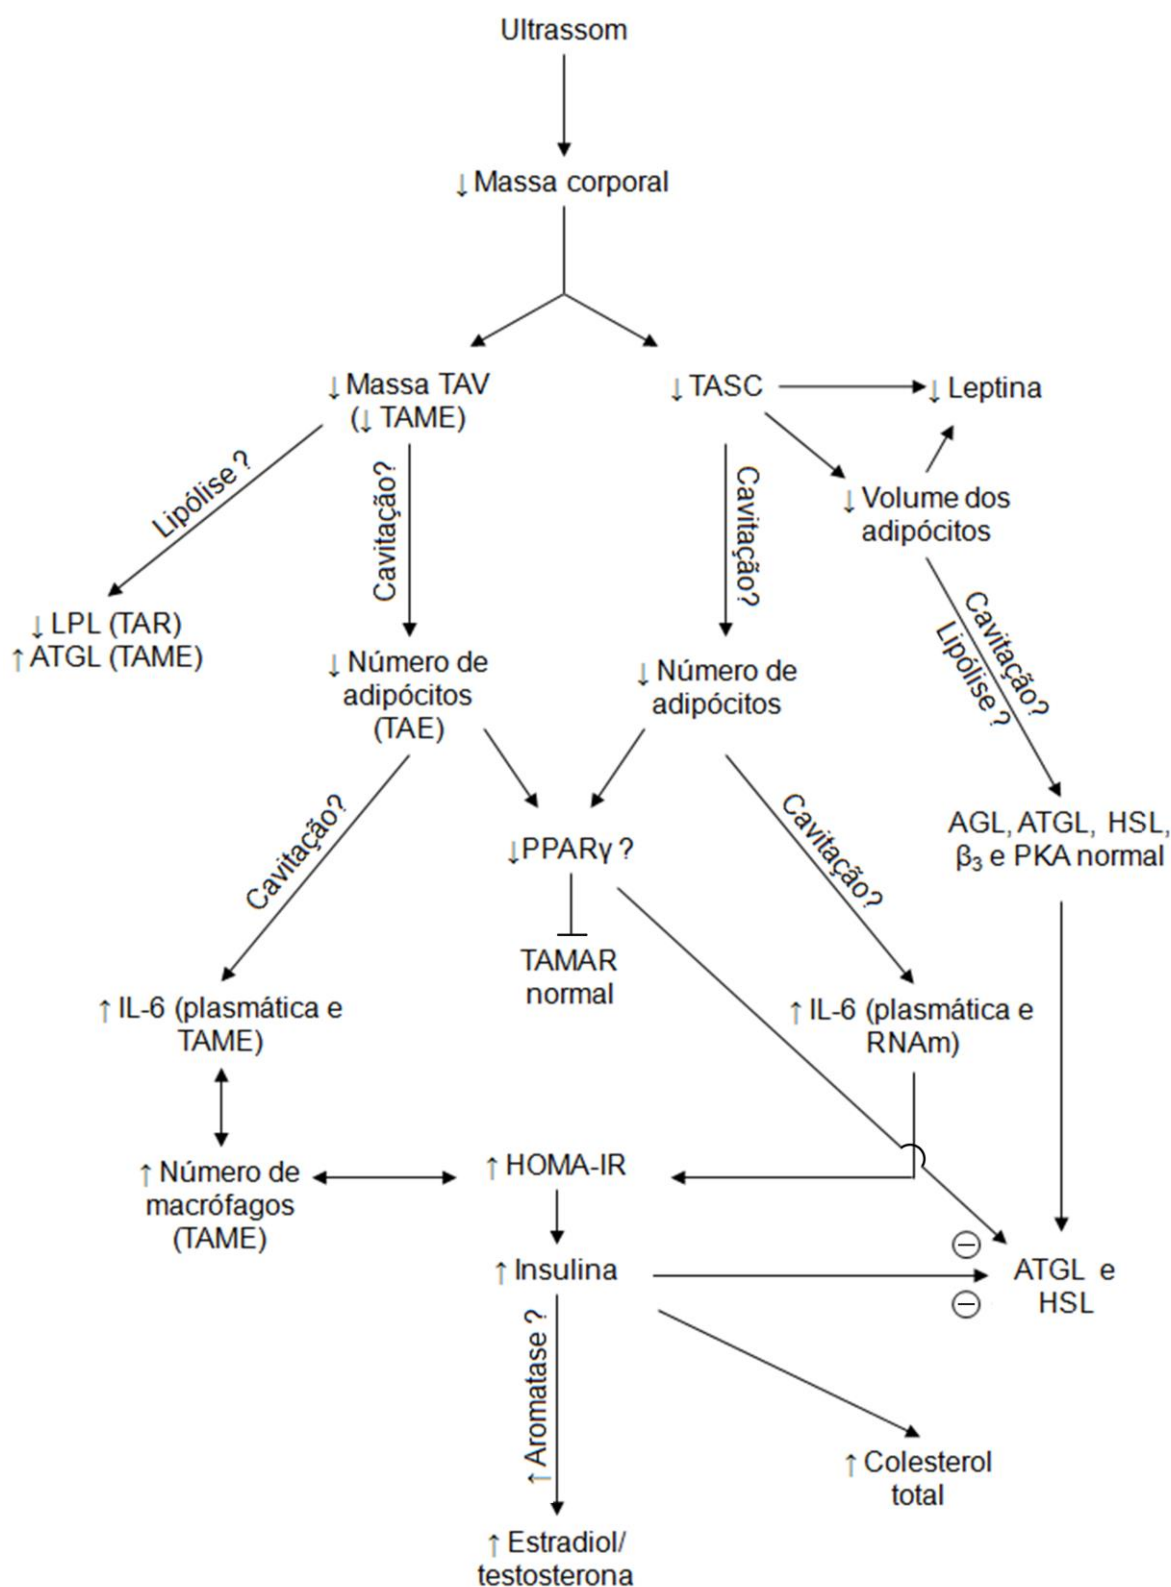 Ultrassom
↓ Massa corporal
↓ Massa TAV
(↓ TAME)
↓ TASC
↓ Leptina
Lipólise ?
Cavitação?
Cavitação?
↓ Volume dos
adipócitos
↓ LPL (TAR)
↑ ATGL (TAME)
↓ Número de
adipócitos
(TAE)
↓ Número de
adipócitos
Cavitação?
Lipólise ?
Cavitação?
↓PPARγ ?
Cavitação?
AGL, ATGL, HSL,
β₃ e PKA normal
TAMAR
normal
↑ IL-6 (plasmática e
TAME)
↑ IL-6 (plasmática e
RNAm)
↑ Número de
macrófagos
(TAME)
↑ HOMA-IR
↑ Insulina
⊖
⊖
ATGL e
HSL
↑ Aromatase ?
↑ Colesterol
total
↑ Estradiol/
testosterona